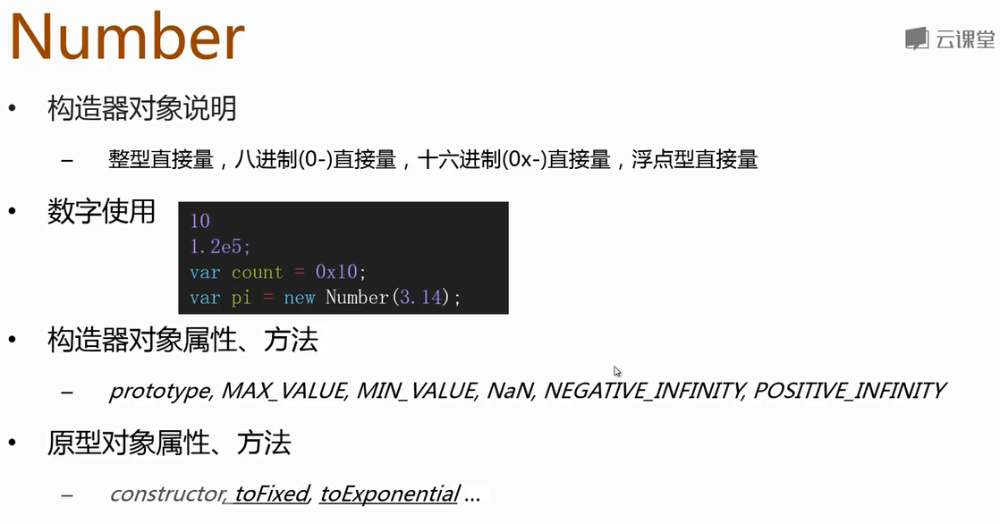 Number
云课堂
• 构造器对象说明
– 整型直接量，八进制(0-)直接量，十六进制(0x-)直接量，浮点型直接量
• 数字使用
10
1.2e5;
var count = 0x10;
var pi = new Number(3.14);
• 构造器对象属性、方法
– prototype, MAX_VALUE, MIN_VALUE, NaN, NEGATIVE_INFINITY, POSITIVE_INFINITY
• 原型对象属性、方法
– constructor, toFixed, toExponential ...